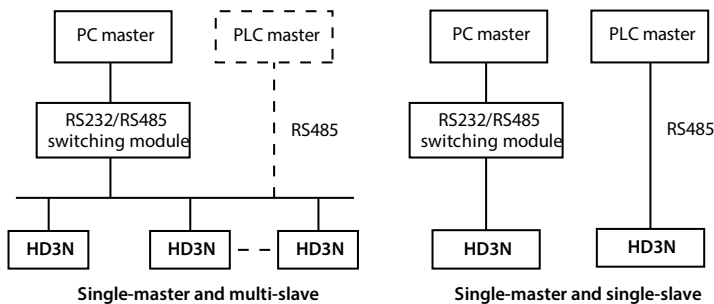 PC master
PLC master
RS232/RS485
switching module
RS485
HD3N
HD3N
HD3N
Single-master and multi-slave
PC master
PLC master
RS232/RS485
switching module
RS485
HD3N
HD3N
Single-master and single-slave